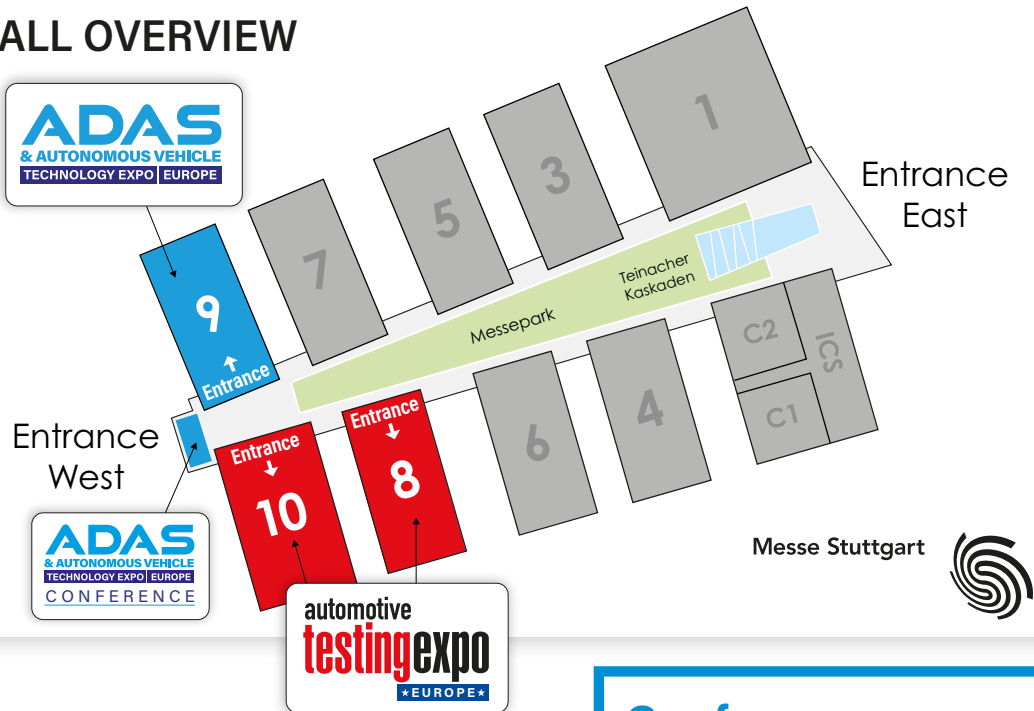 ALL OVERVIEW
ADAS
& AUTONOMOUS VEHICLE
TECHNOLOGY EXPO EUROPE
1
3
5
7
9
Entrance
Entrance
East
Teinacher
Kaskaden
Messepark
C2
ICS
C1
4
6
Entrance
8
Entrance
10
Entrance
West
ADAS
& AUTONOMOUS VEHICLE
TECHNOLOGY EXPO EUROPE
CONFERENCE
automotive
testingexpo
★EUROPE★
Messe Stuttgart